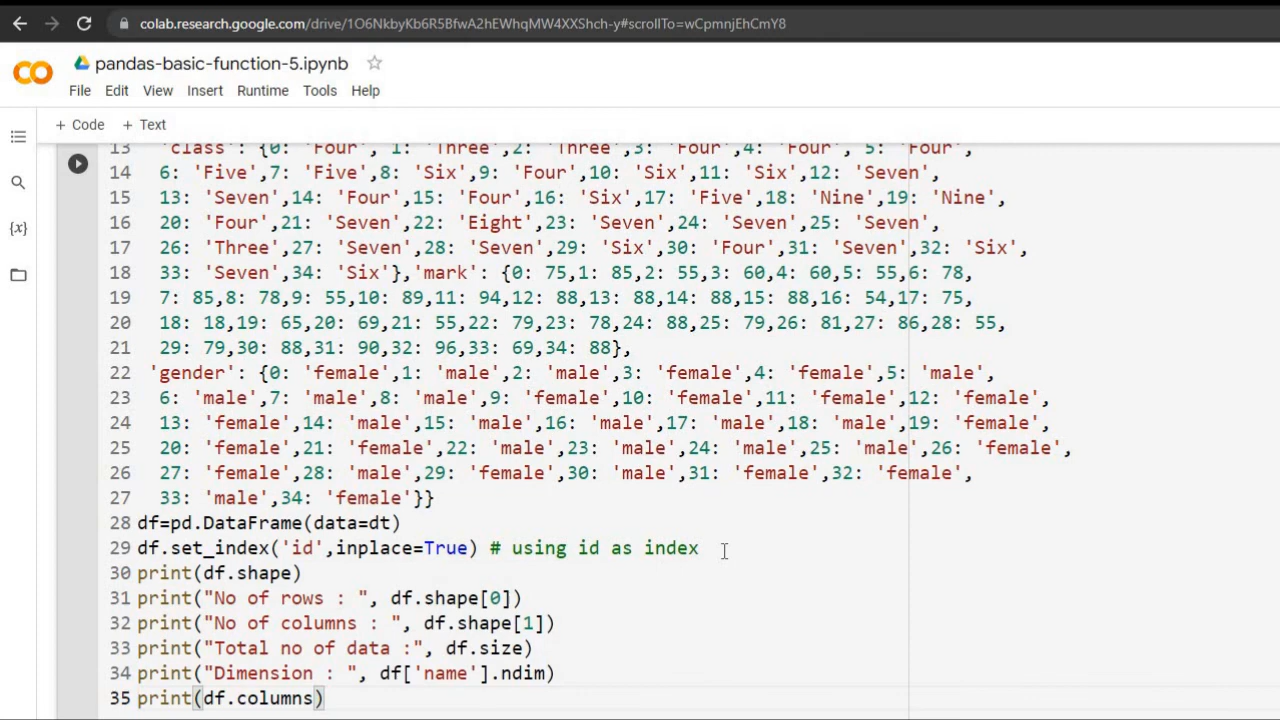 colab.research.google.com/drive/1O6NkbyKb6R5BfwA2hEWhqMW4XXShch-y#scrollTo=wCpmnjEhCmY8
pandas-basic-function-5.ipynb
File Edit View Insert Runtime Tools Help
+ Code + Text
13 'class': {0: 'Four', 1: 'Three',2: 'Three',3: 'Four',4: 'Four', 5: 'Four',
14 6: 'Five',7: 'Five',8: 'Six',9: 'Four',10: 'Six',11: 'Six',12: 'Seven',
15 13: 'Seven',14: 'Four',15: 'Four',16: 'Six',17: 'Five',18: 'Nine',19: 'Nine',
16 20: 'Four',21: 'Seven',22: 'Eight',23: 'Seven',24: 'Seven',25: 'Seven',
17 26: 'Three',27: 'Seven',28: 'Seven',29: 'Six',30: 'Four',31: 'Seven',32: 'Six',
18 33: 'Seven',34: 'Six'},'mark': {0: 75,1: 85,2: 55,3: 60,4: 60,5: 55,6: 78,
19 7: 85,8: 78,9: 55,10: 89,11: 94,12: 88,13: 88,14: 88,15: 88,16: 54,17: 75,
20 18: 18,19: 65,20: 69,21: 55,22: 79,23: 78,24: 88,25: 79,26: 81,27: 86,28: 55,
21 29: 79,30: 88,31: 90,32: 96,33: 69,34: 88},
22 'gender': {0: 'female',1: 'male',2: 'male',3: 'female',4: 'female',5: 'male',
23 6: 'male',7: 'male',8: 'male',9: 'female',10: 'female',11: 'female',12: 'female',
24 13: 'female',14: 'male',15: 'male',16: 'male',17: 'male',18: 'male',19: 'female',
25 20: 'female',21: 'female',22: 'male',23: 'male',24: 'male',25: 'male',26: 'female',
26 27: 'female',28: 'male',29: 'female',30: 'male',31: 'female',32: 'female',
27 33: 'male',34: 'female'}}
28 df=pd.DataFrame(data=dt)
29 df.set_index('id',inplace=True) # using id as index
30 print(df.shape)
31 print("No of rows : ", df.shape[0])
32 print("No of columns : ", df.shape[1])
33 print("Total no of data :", df.size)
34 print("Dimension : ", df['name'].ndim)
35 print(df.columns)